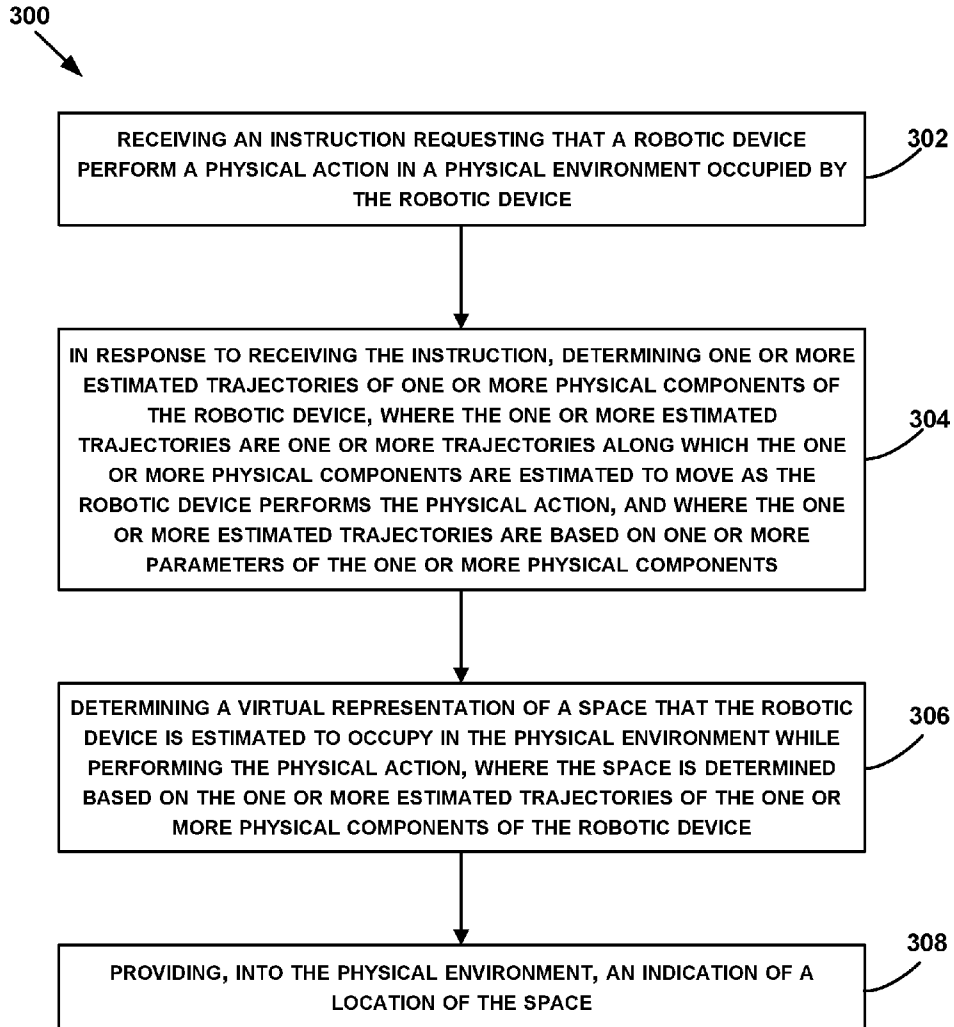 300
RECEIVING AN INSTRUCTION REQUESTING THAT A ROBOTIC DEVICE
PERFORM A PHYSICAL ACTION IN A PHYSICAL ENVIRONMENT OCCUPIED BY
THE ROBOTIC DEVICE
302
IN RESPONSE TO RECEIVING THE INSTRUCTION, DETERMINING ONE OR MORE
ESTIMATED TRAJECTORIES OF ONE OR MORE PHYSICAL COMPONENTS OF
THE ROBOTIC DEVICE, WHERE THE ONE OR MORE ESTIMATED
TRAJECTORIES ARE ONE OR MORE TRAJECTORIES ALONG WHICH THE ONE
OR MORE PHYSICAL COMPONENTS ARE ESTIMATED TO MOVE AS THE
ROBOTIC DEVICE PERFORMS THE PHYSICAL ACTION, AND WHERE THE ONE
OR MORE ESTIMATED TRAJECTORIES ARE BASED ON ONE OR MORE
PARAMETERS OF THE ONE OR MORE PHYSICAL COMPONENTS
304
DETERMINING A VIRTUAL REPRESENTATION OF A SPACE THAT THE ROBOTIC
DEVICE IS ESTIMATED TO OCCUPY IN THE PHYSICAL ENVIRONMENT WHILE
PERFORMING THE PHYSICAL ACTION, WHERE THE SPACE IS DETERMINED
BASED ON THE ONE OR MORE ESTIMATED TRAJECTORIES OF THE ONE OR
MORE PHYSICAL COMPONENTS OF THE ROBOTIC DEVICE
306
PROVIDING, INTO THE PHYSICAL ENVIRONMENT, AN INDICATION OF A
LOCATION OF THE SPACE
308